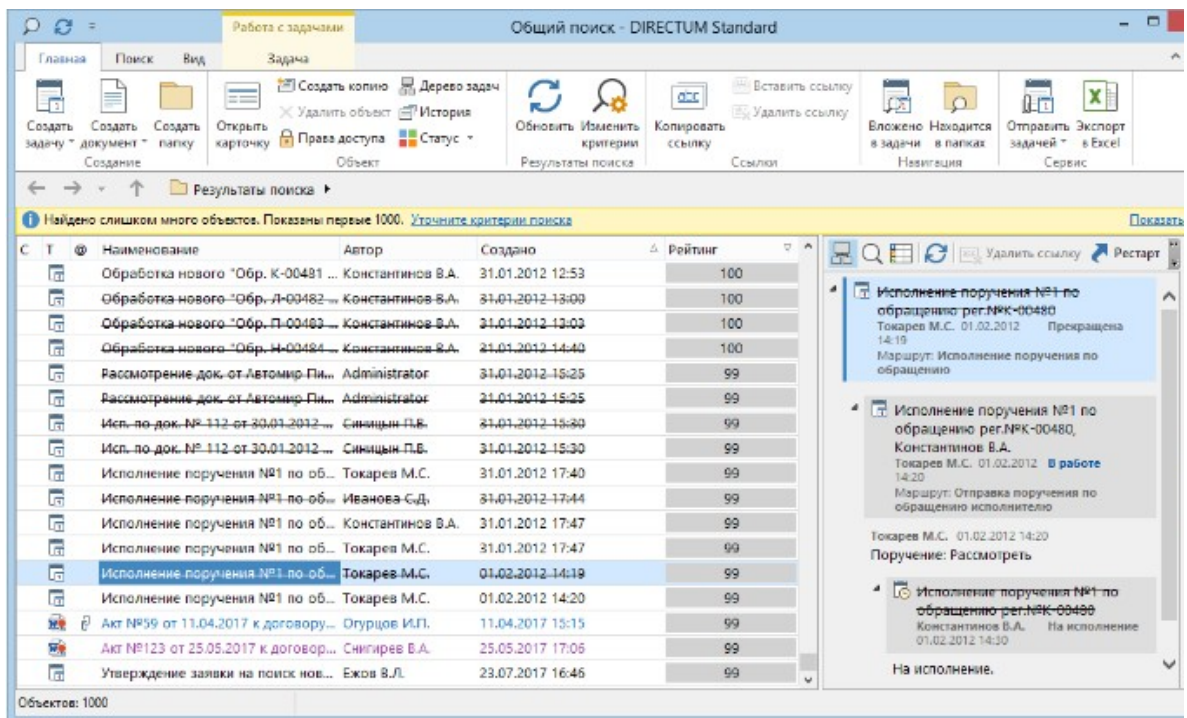 Работа с задачами
Общий поиск - DIRECTUM Standard
Главная Поиск Вид Задача
Создать задачу
Создать документ
Создать папку
Создание
Открыть карточку
Создать копию
Дерево задач
Удалить объект
История
Права доступа
Статус
Объект
Обновить
Изменить критерии
Результаты поиска
Копировать ссылку
Вставить ссылку
Удалить ссылку
Ссылки
Вложено в задачи
Находится в папках
Навигация
Отправить задачей
Экспорт в Excel
Сервис
Результаты поиска
Найдено слишком много объектов. Показаны первые 1000. Уточните критерии поиска Показать
С Т @ Наименование Автор Создано Рейтинг
Обработка нового "Обр. К-00481 ... Константинов В.А. 31.01.2012 12:53 100
Обработка нового "Обр. Л-00482 ... Константинов В.А. 31.01.2012 13:00 100
Обработка нового "Обр. П-00483 ... Константинов В.А. 31.01.2012 13:03 100
Обработка нового "Обр. Н-00484 ... Константинов В.А. 31.01.2012 14:40 100
Рассмотрение док. от Автомир Пи... Administrator 31.01.2012 15:25 99
Рассмотрение док. от Автомир Пи... Administrator 31.01.2012 15:25 99
Исп. по док. № 112 от 30.01.2012 ... Синицын П.В. 31.01.2012 15:30 99
Исп. по док. № 112 от 30.01.2012 ... Синицын П.В. 31.01.2012 15:30 99
Исполнение поручения №1 по об... Токарев М.С. 31.01.2012 17:40 99
Исполнение поручения №1 по об... Иванова С.Д. 31.01.2012 17:44 99
Исполнение поручения №1 по об... Константинов В.А. 31.01.2012 17:47 99
Исполнение поручения №1 по об... Токарев М.С. 31.01.2012 17:47 99
Исполнение поручения №1 по об... Токарев М.С. 01.02.2012 14:19 99
Исполнение поручения №1 по об... Токарев М.С. 01.02.2012 14:20 99
Акт №59 от 11.04.2017 к договору... Огурцов И.П. 11.04.2017 15:15 99
Акт №123 от 25.05.2017 к договор... Снигирев В.А. 25.05.2017 17:06 99
Утверждение заявки на поиск нов... Ежов В.Л. 23.07.2017 16:46 99
Удалить ссылку Рестарт
Исполнение поручения №1 по
обращению рег.№К-00480
Токарев М.С. 01.02.2012 Прекращена
14:19
Маршрут: Исполнение поручения по
обращению
Исполнение поручения №1 по
обращению рег.№К-00480,
Константинов В.А.
Токарев М.С. 01.02.2012 В работе
14:20
Маршрут: Отправка поручения по
обращению исполнителю
Токарев М.С. 01.02.2012 14:20
Поручение: Рассмотреть
Исполнение поручения №1 по
обращению рег.№К-00480
Константинов В.А. На исполнение
01.02.2012 14:30
На исполнение.
Объектов: 1000